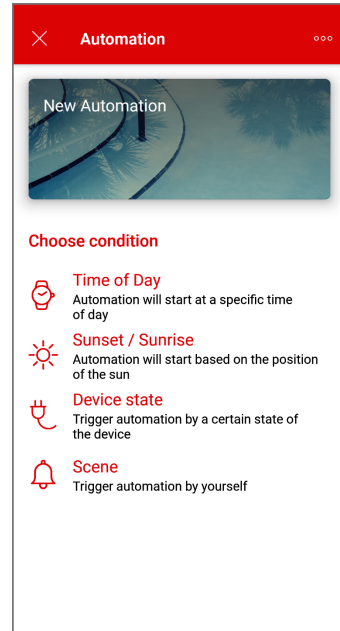 Automation
New Automation
Choose condition
Time of Day
Automation will start at a specific time
of day
Sunset / Sunrise
Automation will start based on the position
of the sun
Device state
Trigger automation by a certain state of
the device
Scene
Trigger automation by yourself